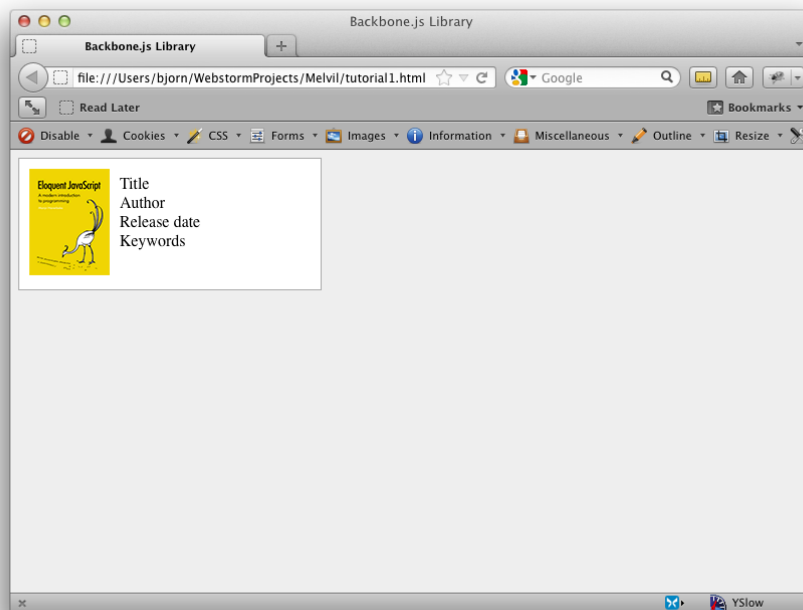 Backbone.js Library
Backbone.js Library
file:///Users/bjorn/WebstormProjects/Melvil/tutorial1.html
Google
Read Later
Bookmarks
Disable Cookies CSS Forms Images Information Miscellaneous Outline Resize
Eloquent JavaScript
A modern introduction
to programming
Title
Author
Release date
Keywords
YSlow